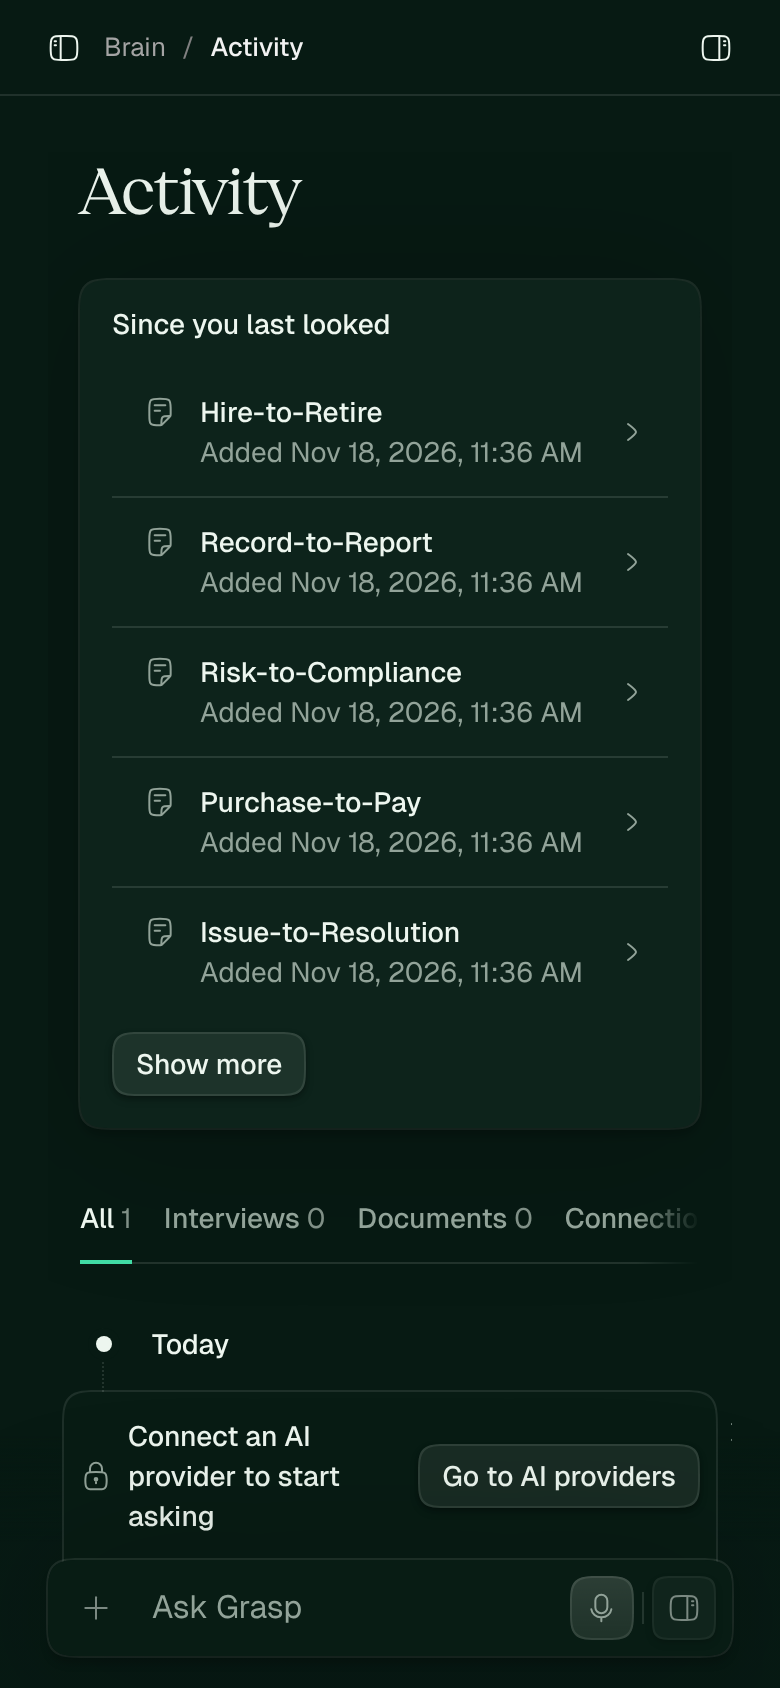 Brain / Activity
Activity
Since you last looked
Hire-to-Retire
Added Nov 18, 2026, 11:36 AM
Record-to-Report
Added Nov 18, 2026, 11:36 AM
Risk-to-Compliance
Added Nov 18, 2026, 11:36 AM
Purchase-to-Pay
Added Nov 18, 2026, 11:36 AM
Issue-to-Resolution
Added Nov 18, 2026, 11:36 AM
Show more
All 1 Interviews 0 Documents 0 Connectio
Today
Connect an AI
provider to start
asking
Go to AI providers
Ask Grasp